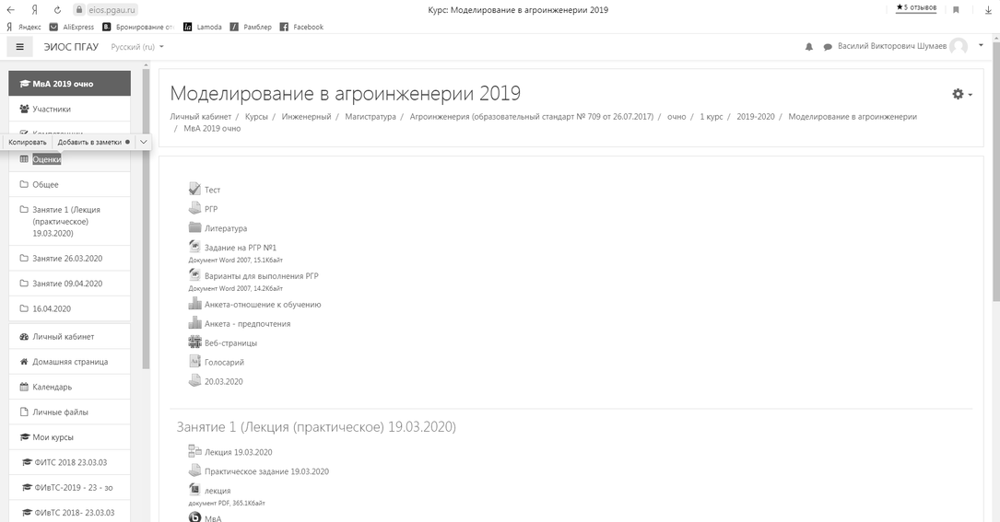 Я
eios.pgau.ru
Курс: Моделирование в агроинженерии 2019
★5 отзывов
Я Яндекс
AliExpress
B. Бронирование от
la Lamoda
Рамблер
Facebook
ЭИОС ПГАУ
Русский (ru)
Василий Викторович Шумаев
МвА 2019 очно
Участники
Компетенции
Копировать
Добавить в заметки
Оценки
Общее
Занятие 1 (Лекция
(практическое)
19.03.2020)
Занятие 26.03.2020
Занятие 09.04.2020
16.04.2020
Личный кабинет
Домашняя страница
Календарь
Личные файлы
Мои курсы
ФИТС 2018 23.03.03
ФИвТС-2019 - 23 - зо
ФИвТС 2018- 23.03.03
Моделирование в агроинженерии 2019
Личный кабинет / Курсы / Инженерный / Магистратура / Агроинженерия (образовательный стандарт № 709 от 26.07.2017) / очно / 1 курс / 2019-2020 / Моделирование в агроинженерии
/ МвА 2019 очно
Тест
РГР
Литература
Задание на РГР №1
Документ Word 2007, 15.1Кбайт
Варианты для выполнения РГР
Документ Word 2007, 14.2Кбайт
Анкета-отношение к обучению
Анкета - предпочтения
Веб-страницы
Голосарий
20.03.2020
Занятие 1 (Лекция (практическое) 19.03.2020)
Лекция 19.03.2020
Практическое задание 19.03.2020
лекция
документ PDF, 365.1Кбайт
МвА